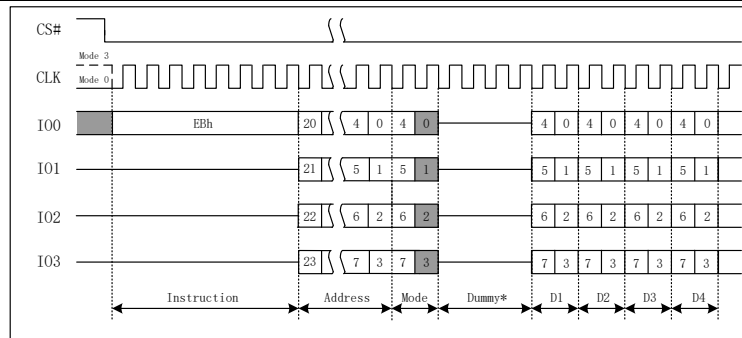 CS#
Mode 3
CLK
Mode 0
IO0 EBh 20 4 0 4 0 4 0 4 0 4 0 4 0
IO1 21 5 1 5 1 5 1 5 1 5 1 5 1
IO2 22 6 2 6 2 6 2 6 2 6 2 6 2
IO3 23 7 3 7 3 7 3 7 3 7 3 7 3
Instruction Address Mode Dummy* D1 D2 D3 D4